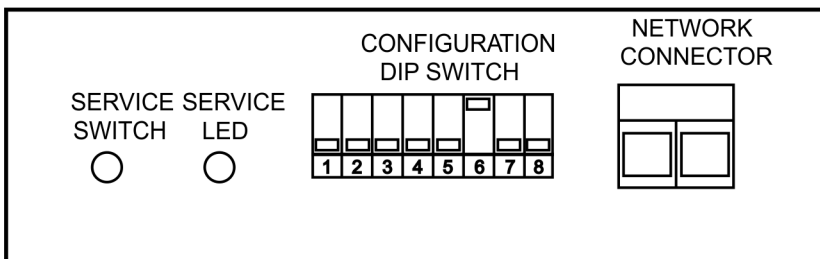 CONFIGURATION
DIP SWITCH
NETWORK
CONNECTOR
SERVICE
SWITCH
SERVICE
LED
1 2 3 4 5 6 7 8